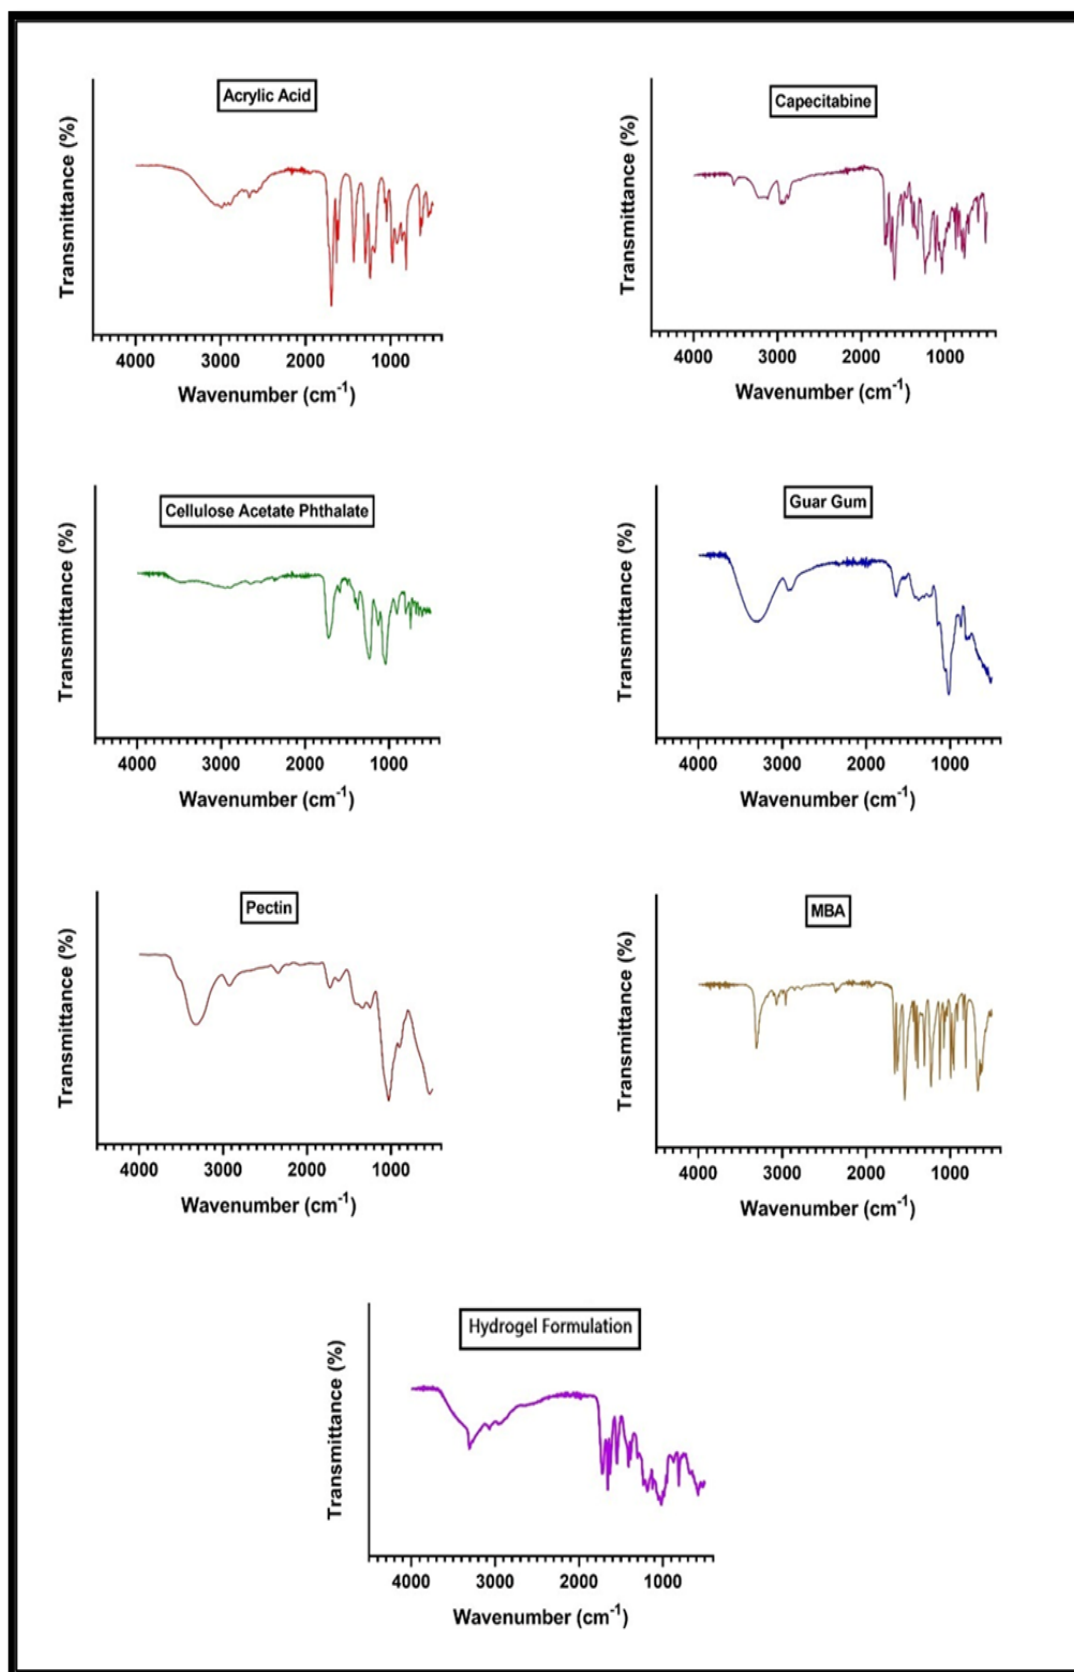 Acrylic Acid
Transmittance (%)
4000 3000 2000 1000
Wavenumber (cm⁻¹)
Capecitabine
Transmittance (%)
4000 3000 2000 1000
Wavenumber (cm⁻¹)
Cellulose Acetate Phthalate
Transmittance (%)
4000 3000 2000 1000
Wavenumber (cm⁻¹)
Guar Gum
Transmittance (%)
4000 3000 2000 1000
Wavenumber (cm⁻¹)
Pectin
Transmittance (%)
4000 3000 2000 1000
Wavenumber (cm⁻¹)
MBA
Transmittance (%)
4000 3000 2000 1000
Wavenumber (cm⁻¹)
Hydrogel Formulation
Transmittance (%)
4000 3000 2000 1000
Wavenumber (cm⁻¹)